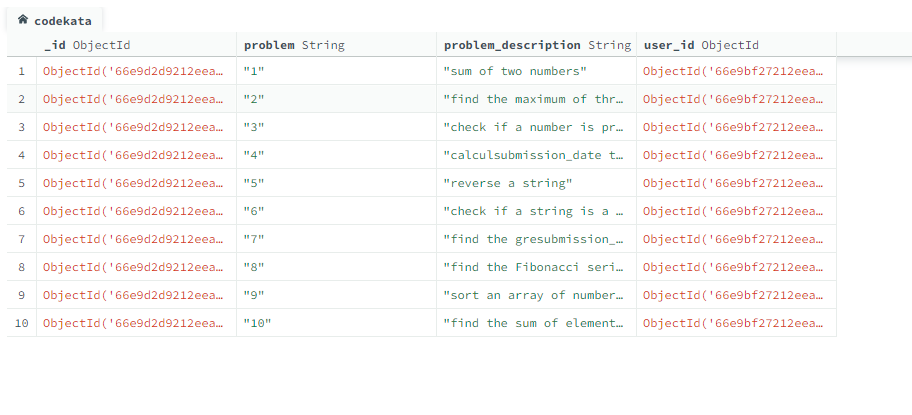 codekata
_id ObjectId problem String problem_description String user_id ObjectId
1 ObjectId('66e9d2d9212eea… "1" "sum of two numbers" ObjectId('66e9bf27212eea…
2 ObjectId('66e9d2d9212eea… "2" "find the maximum of thr… ObjectId('66e9bf27212eea…
3 ObjectId('66e9d2d9212eea… "3" "check if a number is pr… ObjectId('66e9bf27212eea…
4 ObjectId('66e9d2d9212eea… "4" "calculsubmission_date t… ObjectId('66e9bf27212eea…
5 ObjectId('66e9d2d9212eea… "5" "reverse a string" ObjectId('66e9bf27212eea…
6 ObjectId('66e9d2d9212eea… "6" "check if a string is a … ObjectId('66e9bf27212eea…
7 ObjectId('66e9d2d9212eea… "7" "find the gresubmission_… ObjectId('66e9bf27212eea…
8 ObjectId('66e9d2d9212eea… "8" "find the Fibonacci seri… ObjectId('66e9bf27212eea…
9 ObjectId('66e9d2d9212eea… "9" "sort an array of number… ObjectId('66e9bf27212eea…
10 ObjectId('66e9d2d9212eea… "10" "find the sum of element… ObjectId('66e9bf27212eea…